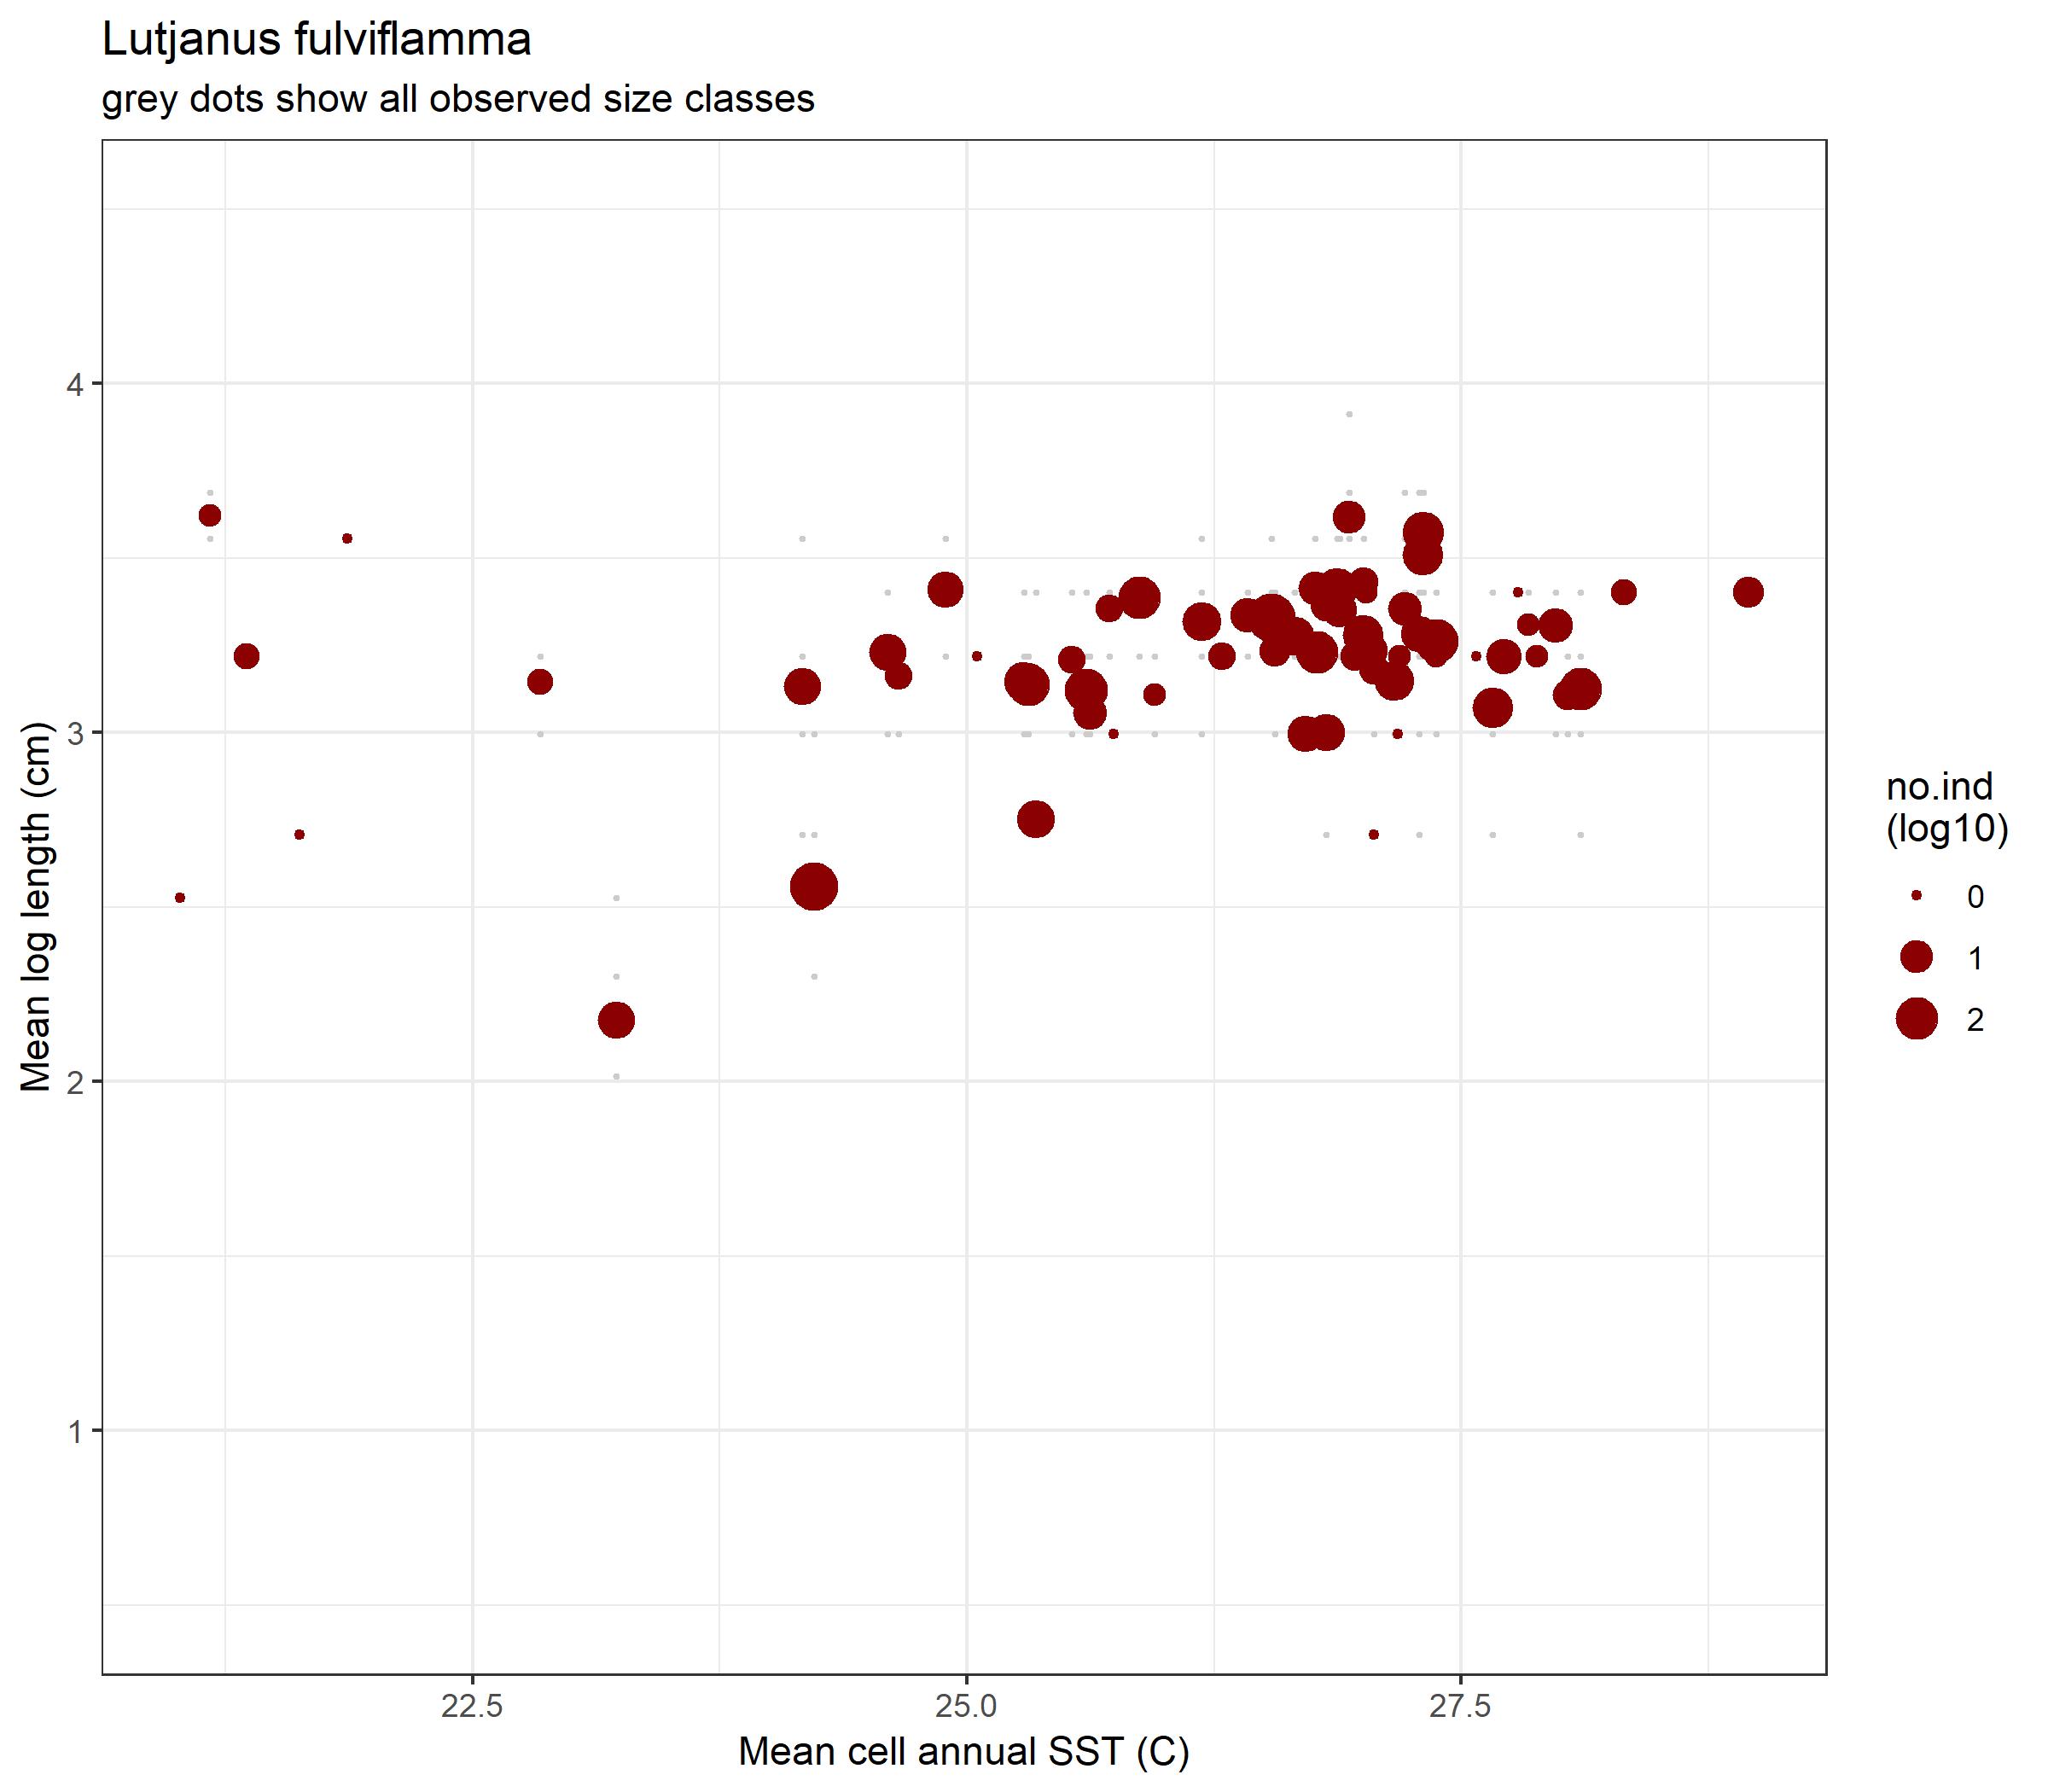 Lutjanus fulviflamma
grey dots show all observed size classes
4
3
2
1
Mean log length (cm)
22.5
25.0
27.5
Mean cell annual SST (C)
no.ind
(log10)
0
1
2